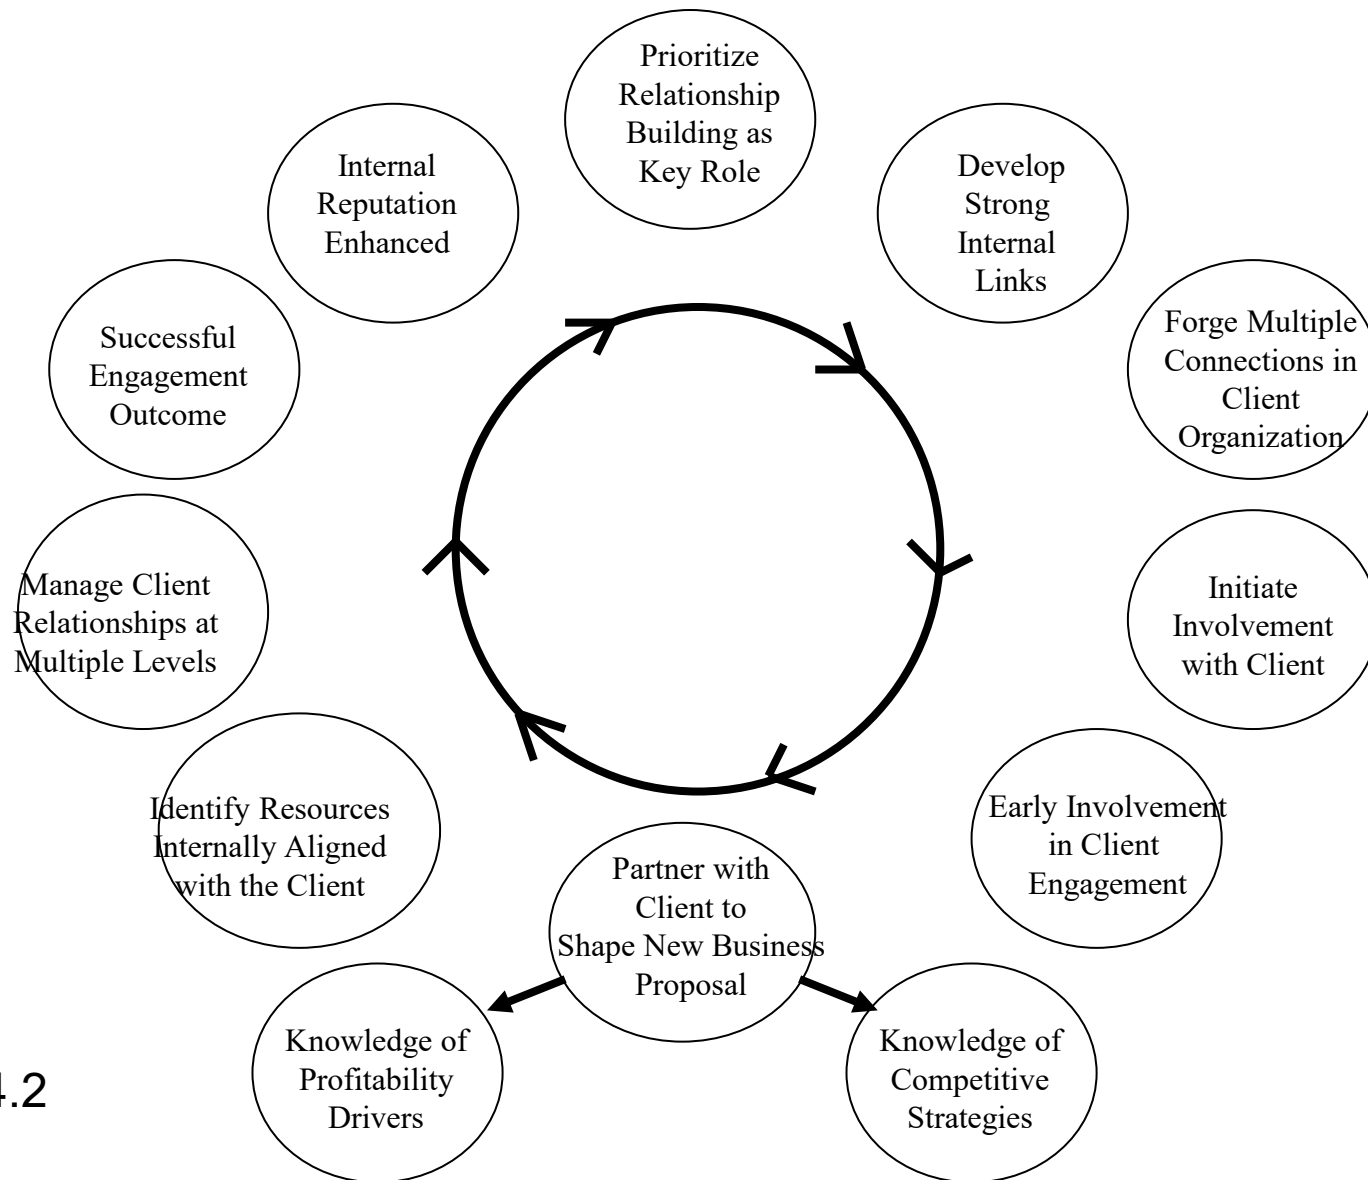 Prioritize
Relationship
Building as
Key Role
Develop
Strong
Internal
Links
Forge Multiple
Connections in
Client
Organization
Initiate
Involvement
with Client
Early Involvement
in Client
Engagement
Partner with
Client to
Shape New Business
Proposal
Knowledge of
Competitive
Strategies
Knowledge of
Profitability
Drivers
Identify Resources
Internally Aligned
with the Client
Manage Client
Relationships at
Multiple Levels
Successful
Engagement
Outcome
Internal
Reputation
Enhanced
4.2